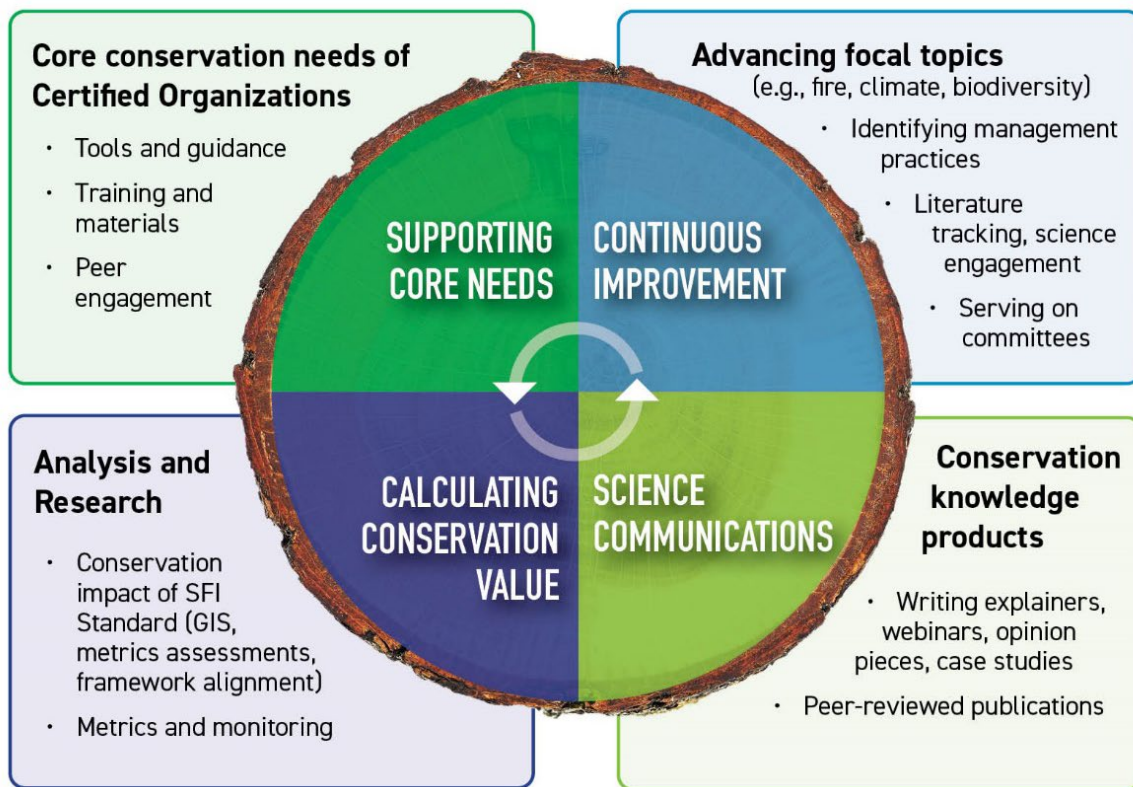 Core conservation needs of
Certified Organizations
· Tools and guidance
· Training and
materials
· Peer
engagement
Advancing focal topics
(e.g., fire, climate, biodiversity)
· Identifying management
practices
· Literature
tracking, science
engagement
· Serving on
committees
SUPPORTING
CORE NEEDS
CONTINUOUS
IMPROVEMENT
CALCULATING
CONSERVATION
VALUE
SCIENCE
COMMUNICATIONS
Analysis and
Research
· Conservation
impact of SFI
Standard (GIS,
metrics assessments,
framework alignment)
· Metrics and monitoring
Conservation
knowledge
products
· Writing explainers,
webinars, opinion
pieces, case studies
· Peer-reviewed publications